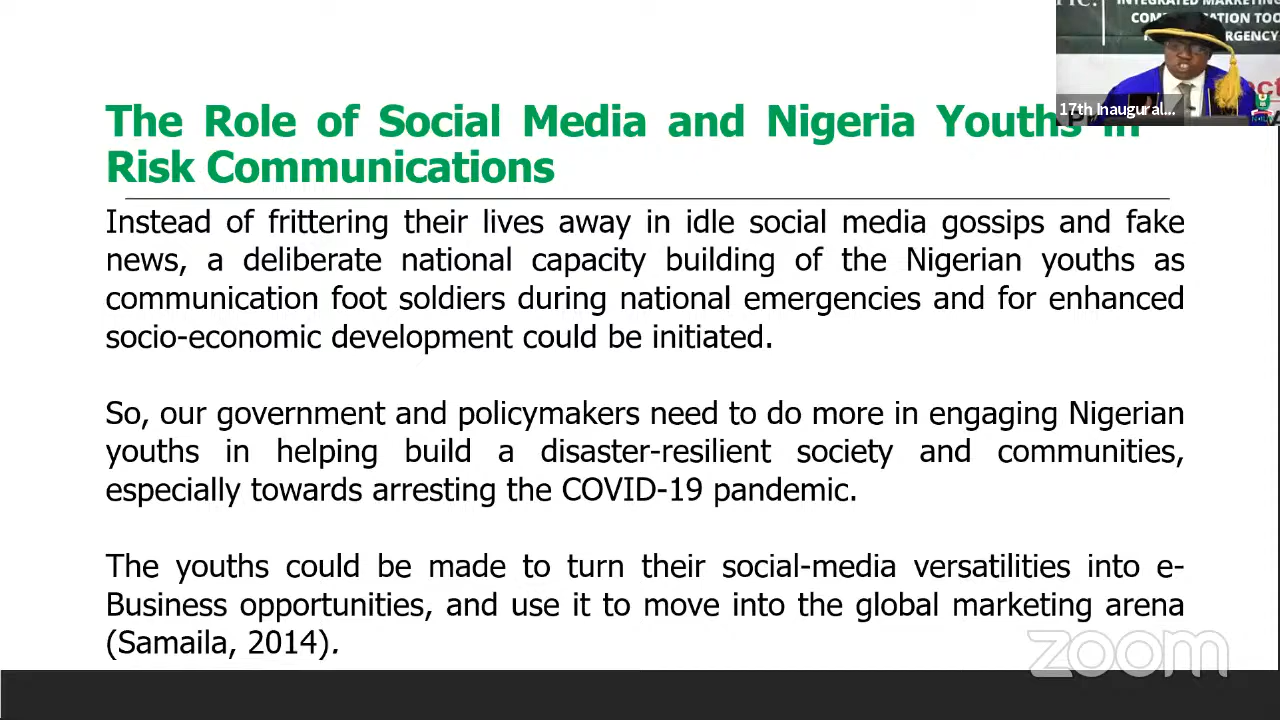 INTEGRATED MARKETING
The Role of Social Media and Nigeria Youths in
Risk Communications
17th Inaugural...
Instead of frittering their lives away in idle social media gossips and fake
news, a deliberate national capacity building of the Nigerian youths as
communication foot soldiers during national emergencies and for enhanced
socio-economic development could be initiated.
So, our government and policymakers need to do more in engaging Nigerian
youths in helping build a disaster-resilient society and communities,
especially towards arresting the COVID-19 pandemic.
The youths could be made to turn their social-media versatilities into e-
Business opportunities, and use it to move into the global marketing arena
(Samaila, 2014).
zoom